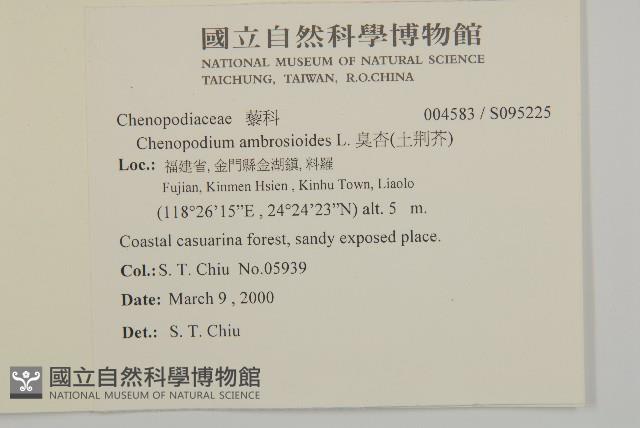 國立自然科學博物館
NATIONAL MUSEUM OF NATURAL SCIENCE
TAICHUNG, TAIWAN, R.O.CHINA
Chenopodiaceae 藜科 004583 / S095225
Chenopodium ambrosioides L. 臭杏(土荆芥)
Loc.: 福建省, 金門縣金湖鎮, 料羅
Fujian, Kinmen Hsien , Kinhu Town, Liaolo
(118°26'15"E , 24°24'23"N) alt. 5 m.
Coastal casuarina forest, sandy exposed place.
Col.: S. T. Chiu No.05939
Date: March 9 , 2000
Det.: S. T. Chiu
國立自然科學博物館
NATIONAL MUSEUM OF NATURAL SCIENCE